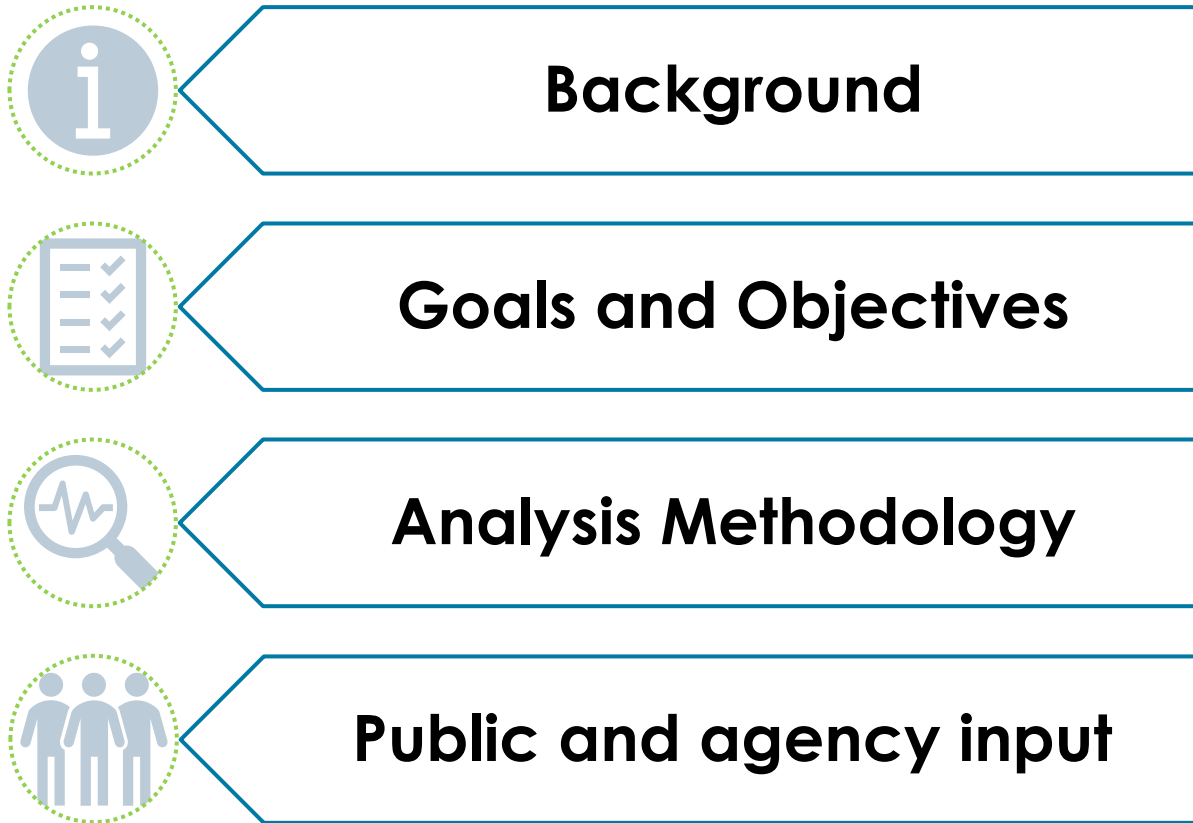 Background
Goals and Objectives
Analysis Methodology
Public and agency input